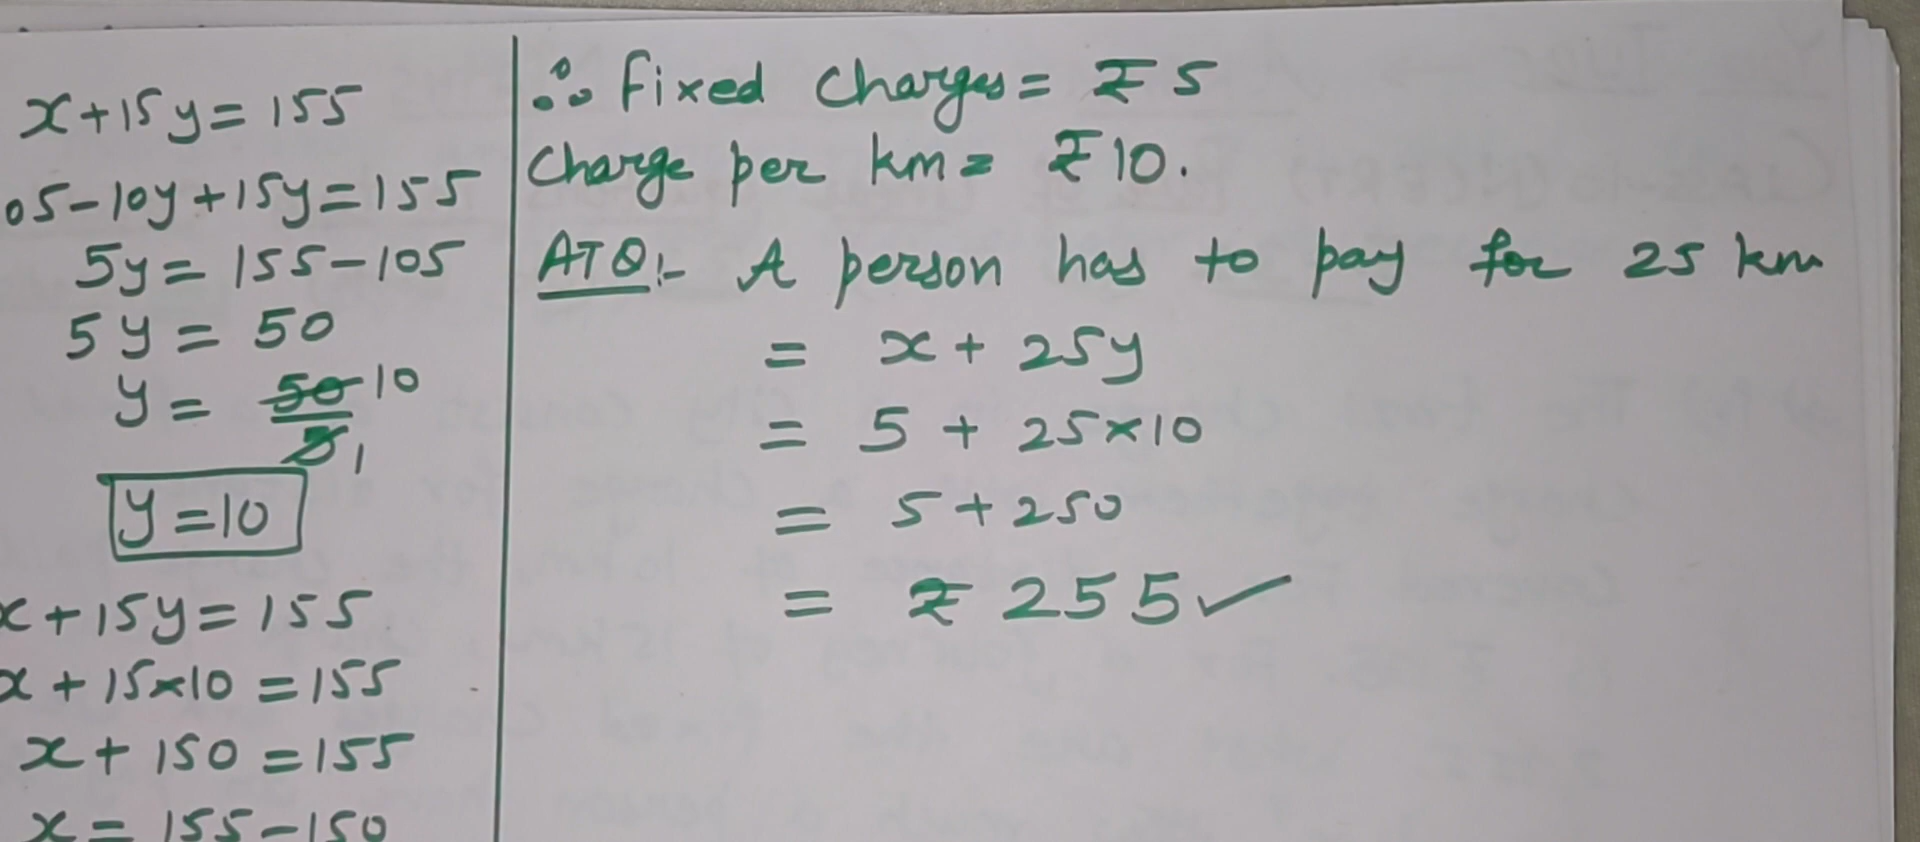 x+15y=155
05-10y+15y=155
5y=155-105
5y=50
y=50/5 10 1
y=10
x+15y=155
x+15×10=155
x+150=155
x=155-150
∴ fixed charges= ₹5
Charge per km= ₹10.
ATQ:- A person has to pay for 25 km
= x+25y
= 5+25×10
= 5+250
= ₹255✓